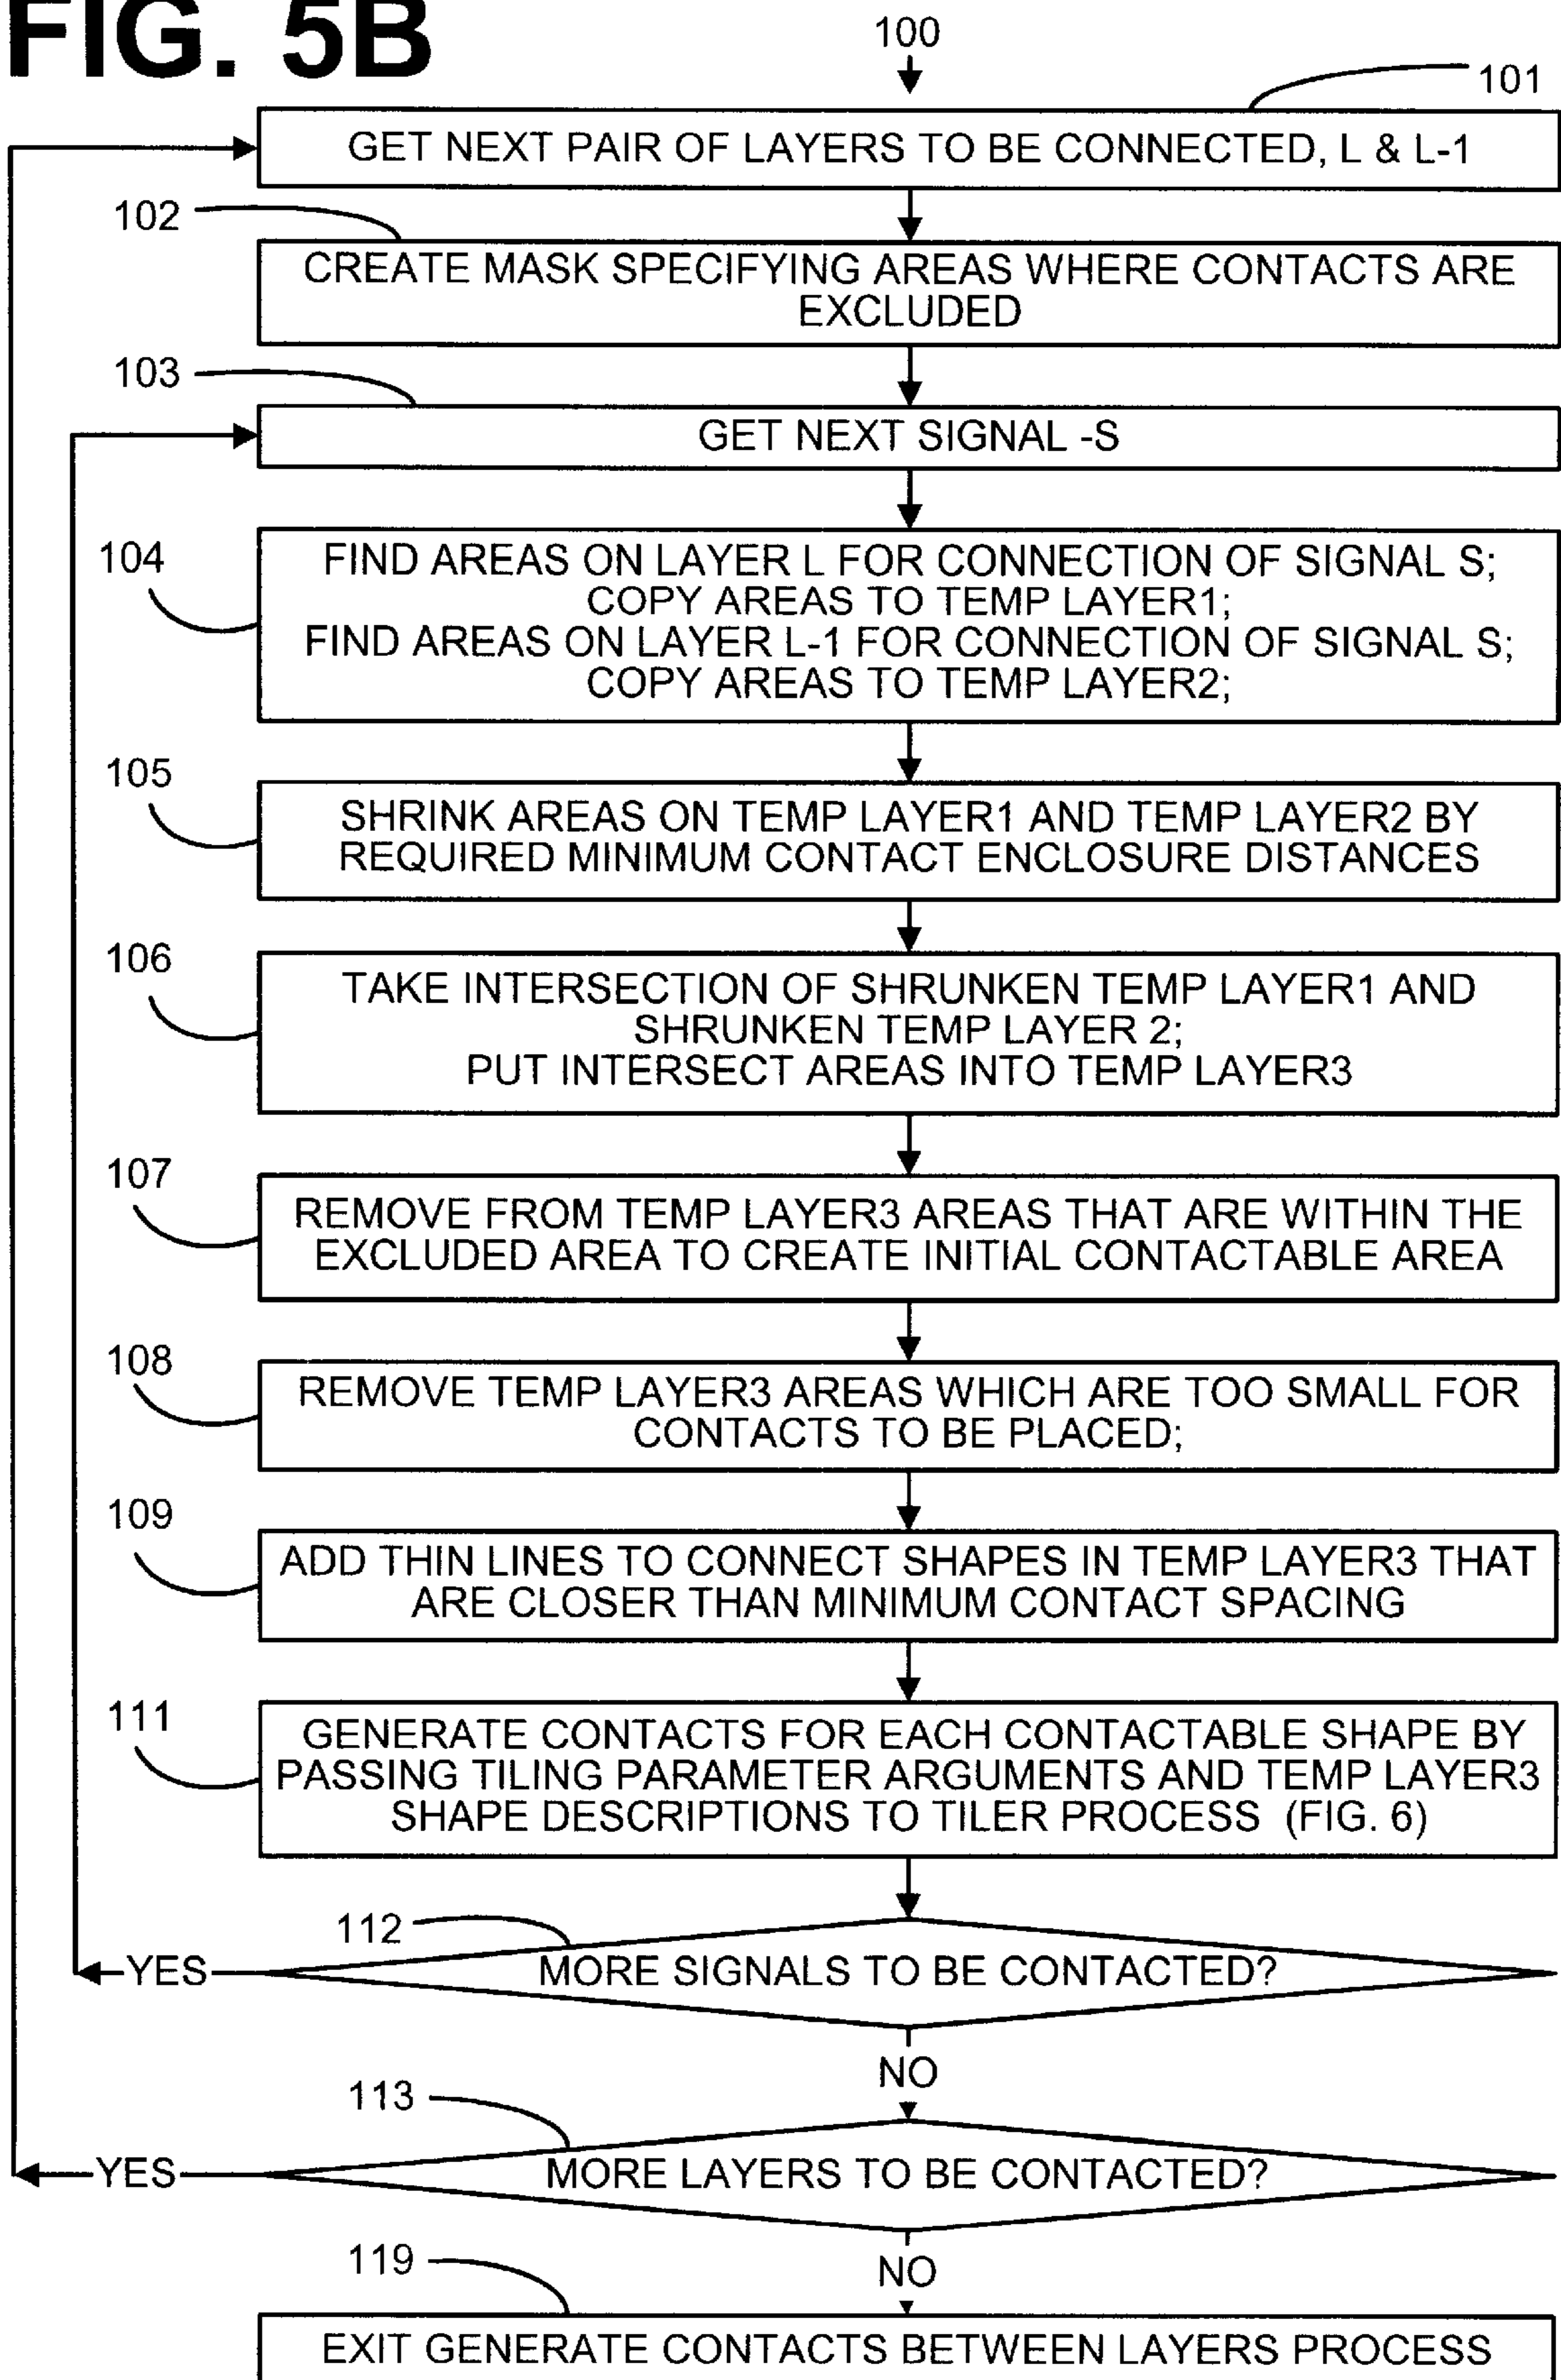 FIG. 5B
100
101
GET NEXT PAIR OF LAYERS TO BE CONNECTED, L & L-1
102
CREATE MASK SPECIFYING AREAS WHERE CONTACTS ARE
EXCLUDED
103
GET NEXT SIGNAL -S
104
FIND AREAS ON LAYER L FOR CONNECTION OF SIGNAL S;
COPY AREAS TO TEMP LAYER1;
FIND AREAS ON LAYER L-1 FOR CONNECTION OF SIGNAL S;
COPY AREAS TO TEMP LAYER2;
105
SHRINK AREAS ON TEMP LAYER1 AND TEMP LAYER2 BY
REQUIRED MINIMUM CONTACT ENCLOSURE DISTANCES
106
TAKE INTERSECTION OF SHRUNKEN TEMP LAYER1 AND
SHRUNKEN TEMP LAYER 2;
PUT INTERSECT AREAS INTO TEMP LAYER3
107
REMOVE FROM TEMP LAYER3 AREAS THAT ARE WITHIN THE
EXCLUDED AREA TO CREATE INITIAL CONTACTABLE AREA
108
REMOVE TEMP LAYER3 AREAS WHICH ARE TOO SMALL FOR
CONTACTS TO BE PLACED;
109
ADD THIN LINES TO CONNECT SHAPES IN TEMP LAYER3 THAT
ARE CLOSER THAN MINIMUM CONTACT SPACING
111
GENERATE CONTACTS FOR EACH CONTACTABLE SHAPE BY
PASSING TILING PARAMETER ARGUMENTS AND TEMP LAYER3
SHAPE DESCRIPTIONS TO TILER PROCESS (FIG. 6)
112
YES
MORE SIGNALS TO BE CONTACTED?
NO
113
YES
MORE LAYERS TO BE CONTACTED?
NO
119
EXIT GENERATE CONTACTS BETWEEN LAYERS PROCESS